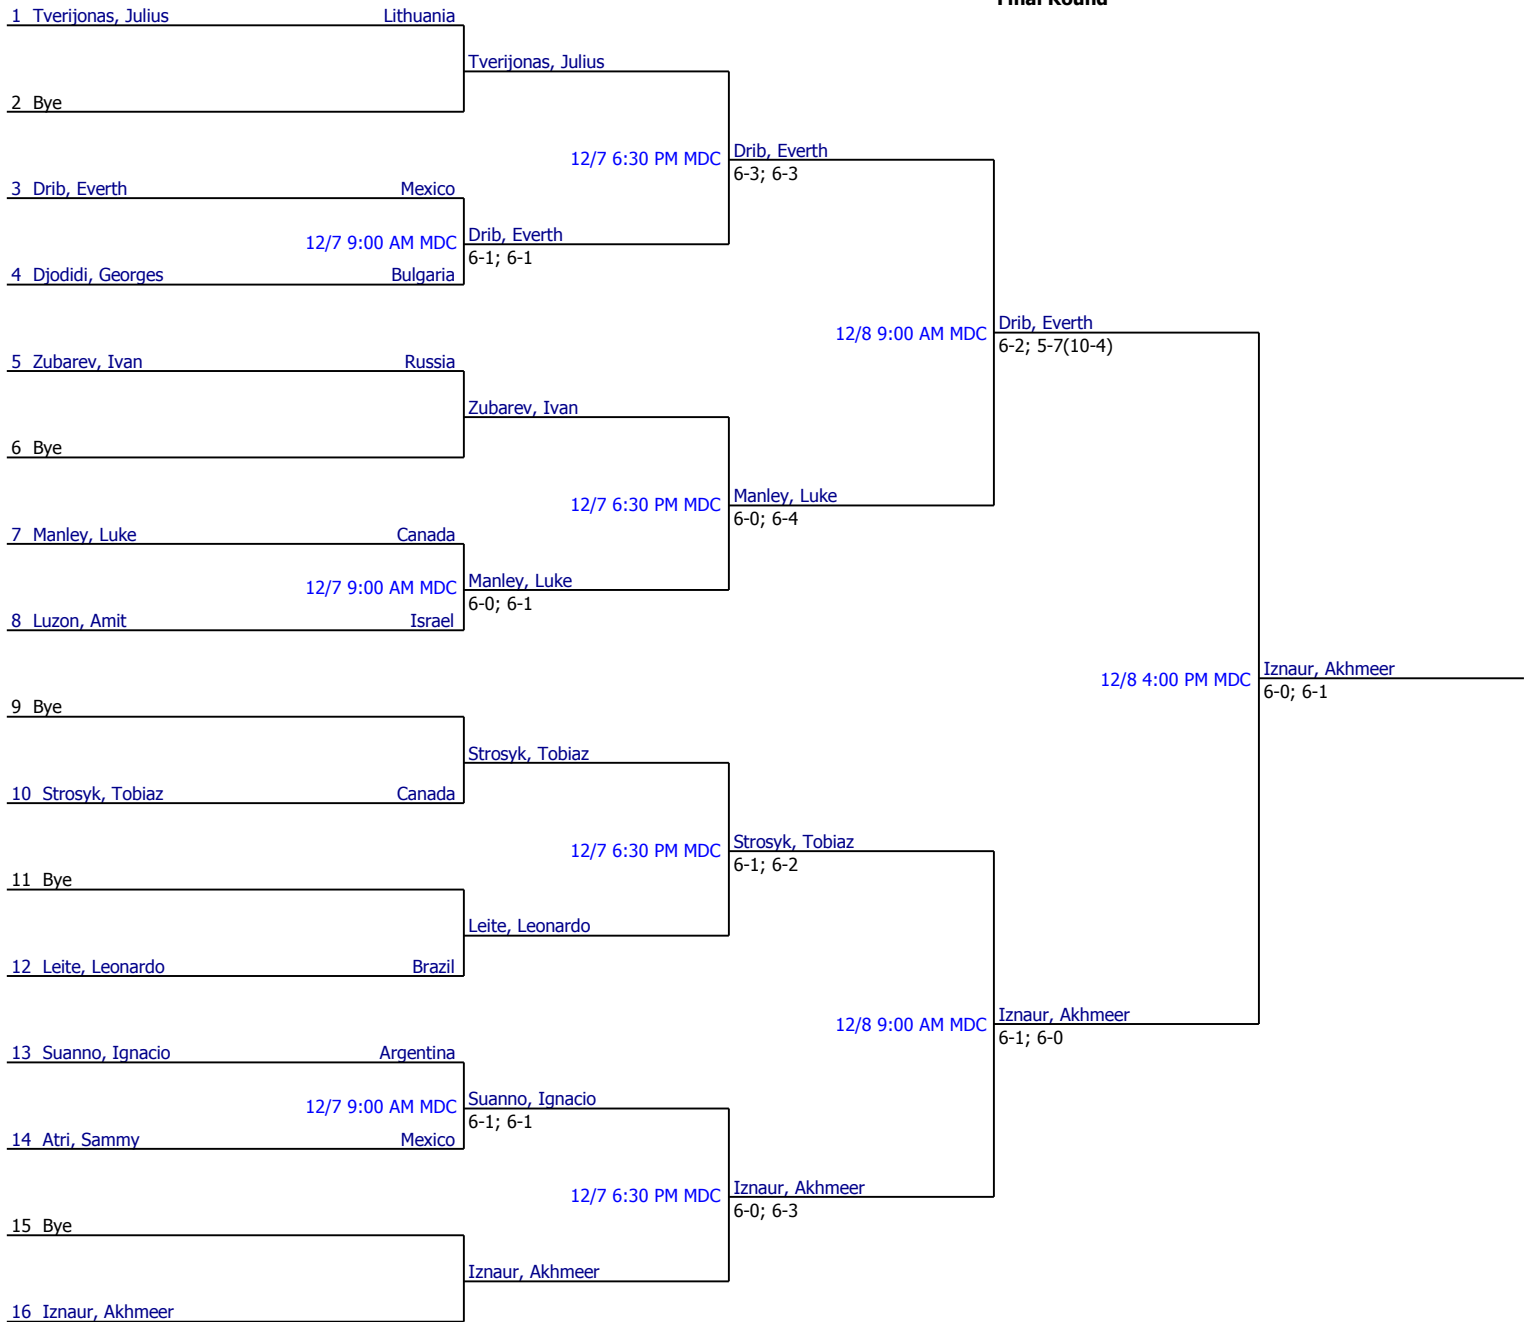 Final Round
1 Tverijonas, Julius Lithuania
Tverijonas, Julius
2 Bye
12/7 6:30 PM MDC Drib, Everth
6-3; 6-3
3 Drib, Everth Mexico
12/7 9:00 AM MDC Drib, Everth
6-1; 6-1
4 Djodidi, Georges Bulgaria
12/8 9:00 AM MDC Drib, Everth
6-2; 5-7(10-4)
5 Zubarev, Ivan Russia
Zubarev, Ivan
6 Bye
12/7 6:30 PM MDC Manley, Luke
6-0; 6-4
7 Manley, Luke Canada
12/7 9:00 AM MDC Manley, Luke
6-0; 6-1
8 Luzon, Amit Israel
12/8 4:00 PM MDC Iznaur, Akhmeer
6-0; 6-1
9 Bye
Strosyk, Tobiaz
10 Strosyk, Tobiaz Canada
12/7 6:30 PM MDC Strosyk, Tobiaz
6-1; 6-2
11 Bye
Leite, Leonardo
12 Leite, Leonardo Brazil
12/8 9:00 AM MDC Iznaur, Akhmeer
6-1; 6-0
13 Suanno, Ignacio Argentina
12/7 9:00 AM MDC Suanno, Ignacio
6-1; 6-1
14 Atri, Sammy Mexico
12/7 6:30 PM MDC Iznaur, Akhmeer
6-0; 6-3
15 Bye
Iznaur, Akhmeer
16 Iznaur, Akhmeer